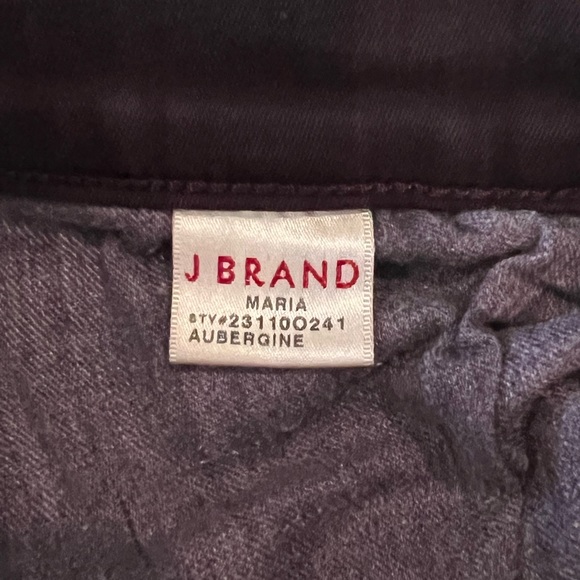 J BRAND
MARIA
STY#23110O241
AUBERGINE